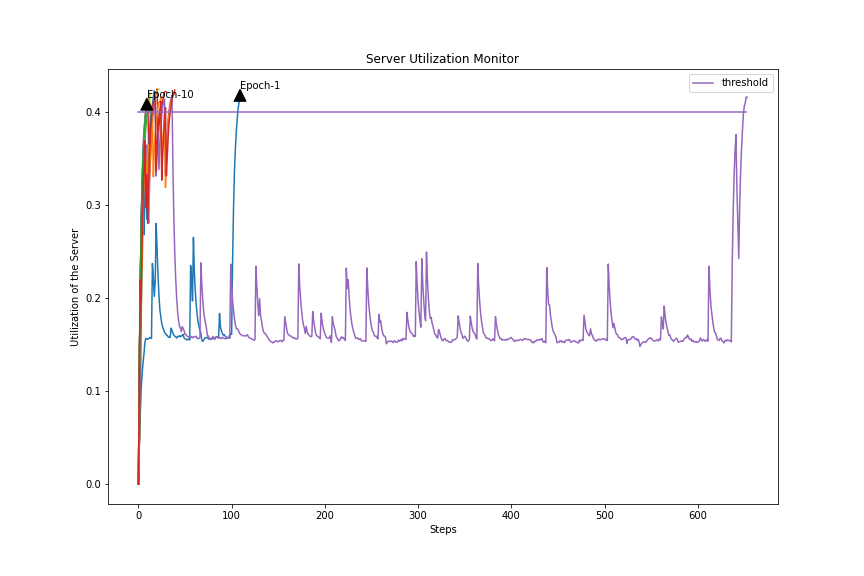 Server Utilization Monitor
threshold
Epoch-10
Epoch-1
0.4
0.3
0.2
0.1
0.0
Utilization of the Server
0
100
200
300
400
500
600
Steps